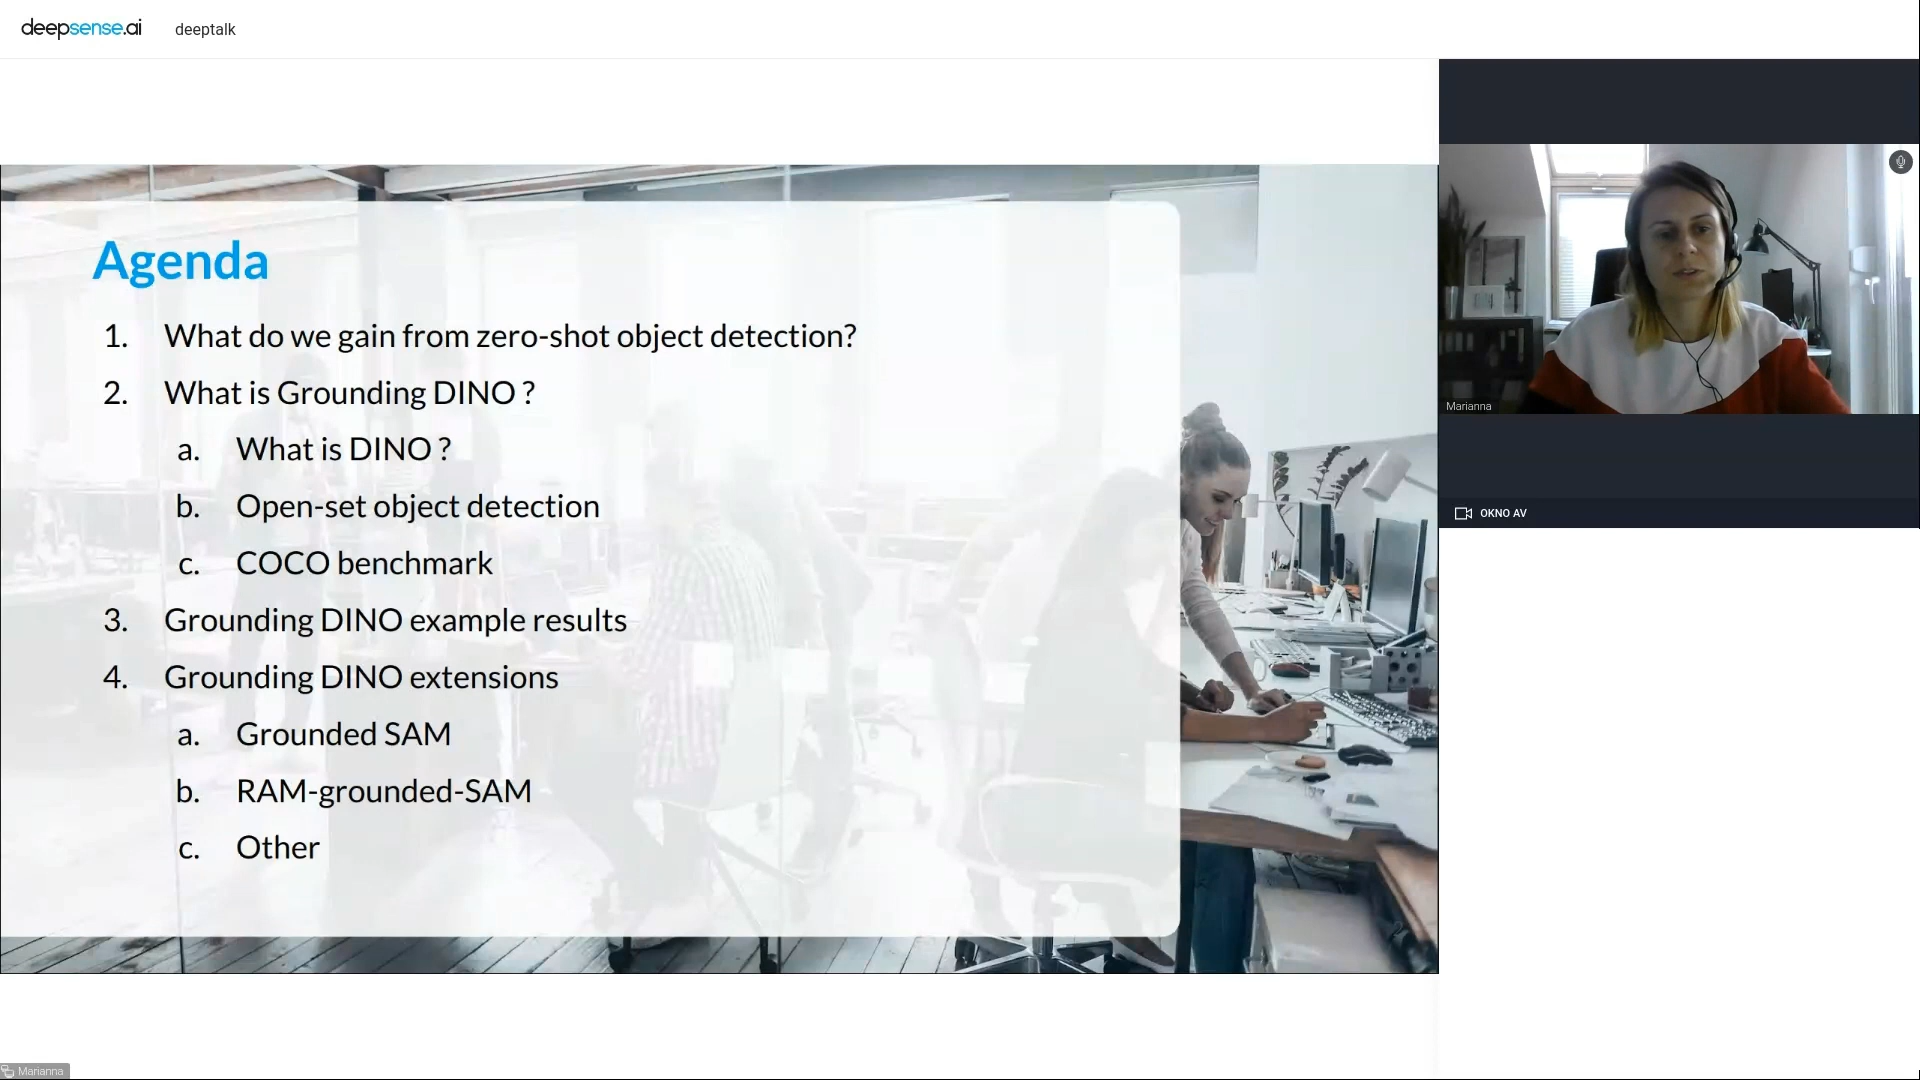 deepsense.ai deeptalk
Agenda
1. What do we gain from zero-shot object detection?
2. What is Grounding DINO ?
a. What is DINO ?
b. Open-set object detection
c. COCO benchmark
3. Grounding DINO example results
4. Grounding DINO extensions
a. Grounded SAM
b. RAM-grounded-SAM
c. Other
Marianna
OKNO AV
Marianna